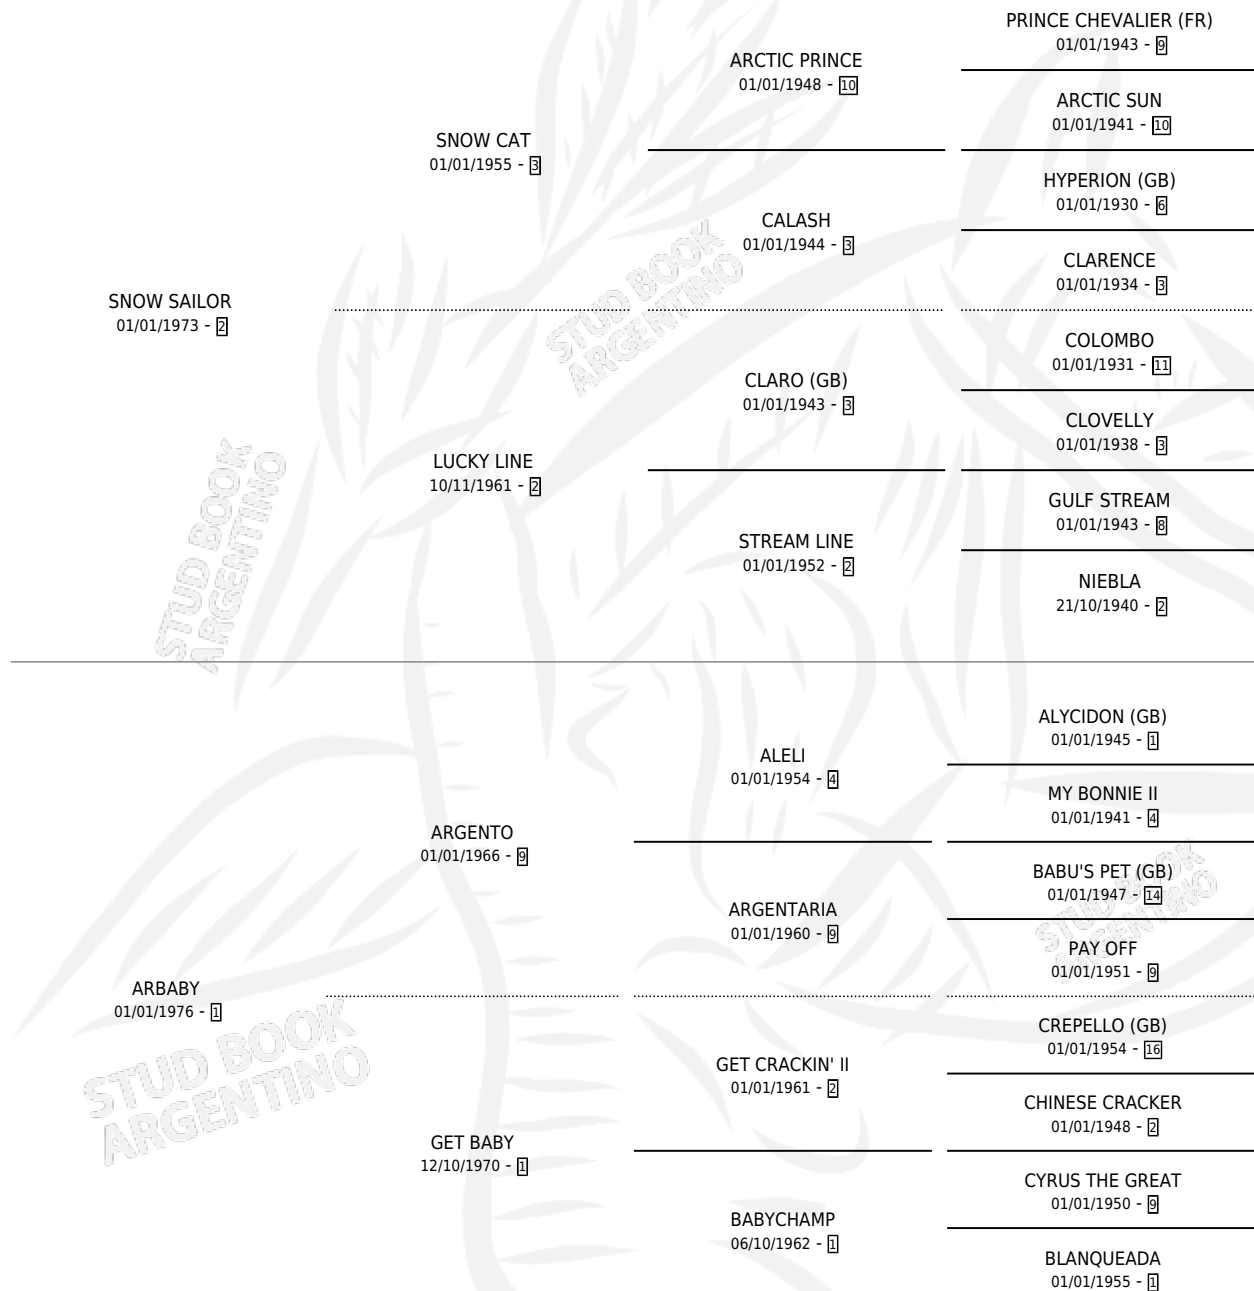 PRINCE CHEVALIER (FR)
01/01/1943 - 9
ARCTIC PRINCE
01/01/1948 - 10
ARCTIC SUN
01/01/1941 - 10
SNOW CAT
01/01/1955 - 3
HYPERION (GB)
01/01/1930 - 6
CALASH
01/01/1944 - 3
CLARENCE
01/01/1934 - 3
SNOW SAILOR
01/01/1973 - 2
COLOMBO
01/01/1931 - 11
CLARO (GB)
01/01/1943 - 3
CLOVELLY
01/01/1938 - 3
LUCKY LINE
10/11/1961 - 2
GULF STREAM
01/01/1943 - 8
STREAM LINE
01/01/1952 - 2
NIEBLA
21/10/1940 - 2
ALYCIDON (GB)
01/01/1945 - 1
ALELI
01/01/1954 - 4
MY BONNIE II
01/01/1941 - 4
ARGENTO
01/01/1966 - 9
BABU'S PET (GB)
01/01/1947 - 14
ARGENTARIA
01/01/1960 - 9
PAY OFF
01/01/1951 - 9
ARBABY
01/01/1976 - 1
CREPELLO (GB)
01/01/1954 - 16
GET CRACKIN' II
01/01/1961 - 2
CHINESE CRACKER
01/01/1948 - 2
GET BABY
12/10/1970 - 1
CYRUS THE GREAT
01/01/1950 - 9
BABYCHAMP
06/10/1962 - 1
BLANQUEADA
01/01/1955 - 1
STUD BOOK
ARGENTINO
STUD BOOK
ARGENTINO
STUD BOOK
ARGENTINO
STUD BOOK
ARGENTINO